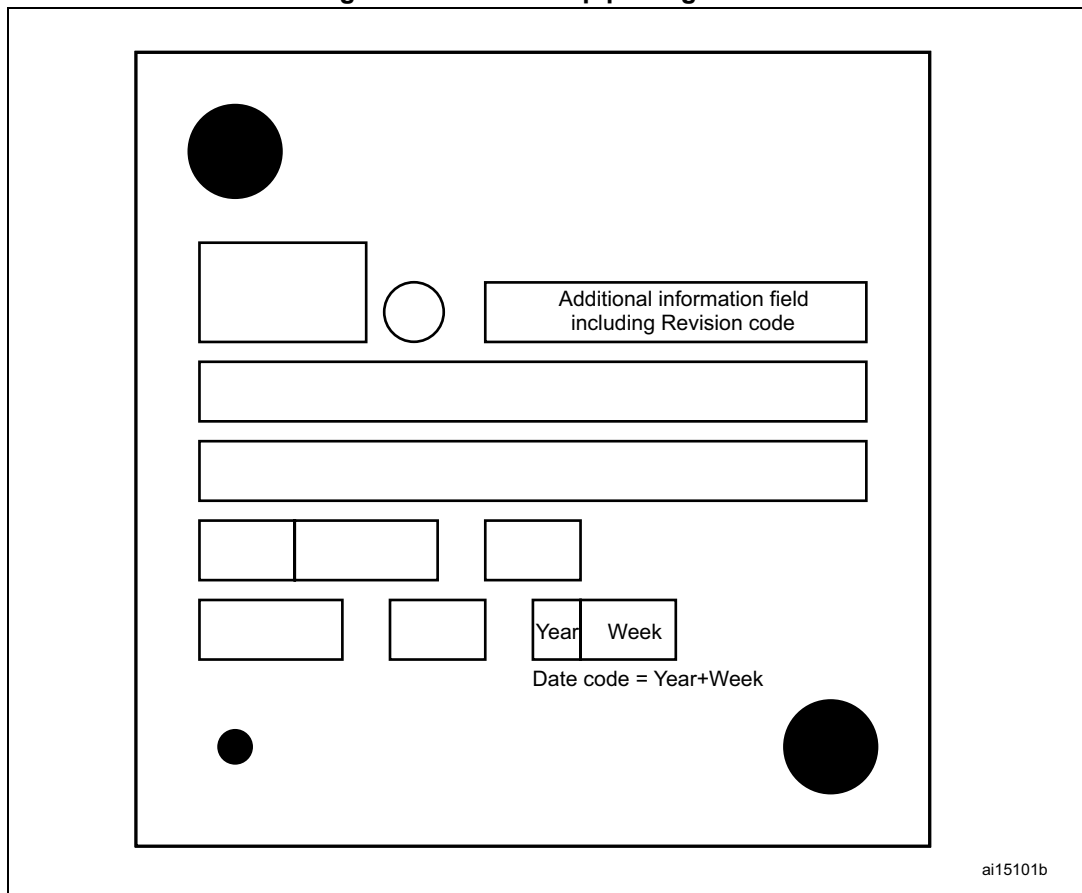 Additional information field
including Revision code
Year Week
Date code = Year+Week
ai15101b